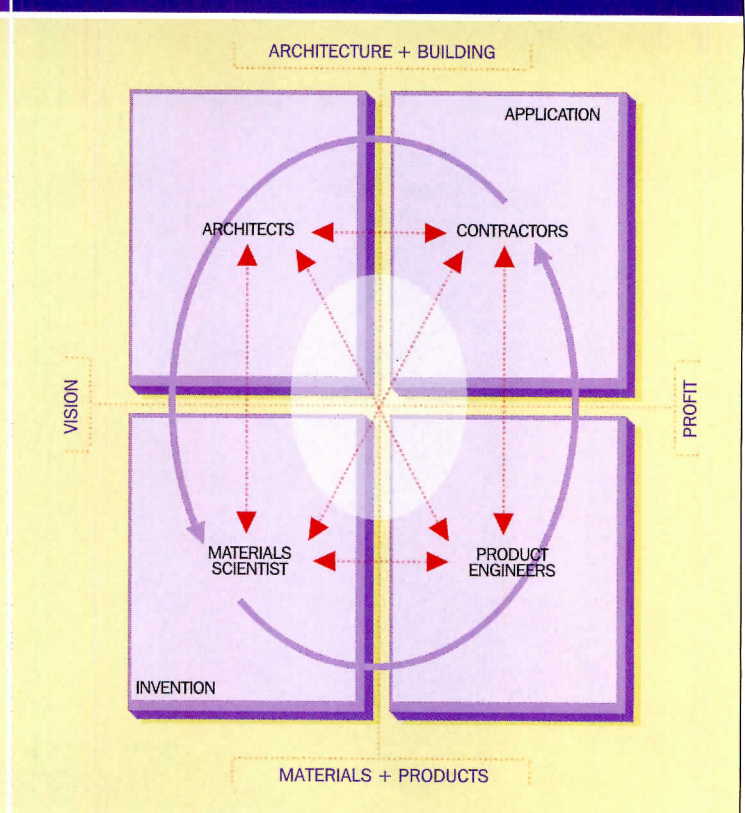 ARCHITECTURE + BUILDING
APPLICATION
ARCHITECTS
CONTRACTORS
VISION
PROFIT
MATERIALS
SCIENTIST
PRODUCT
ENGINEERS
INVENTION
MATERIALS + PRODUCTS